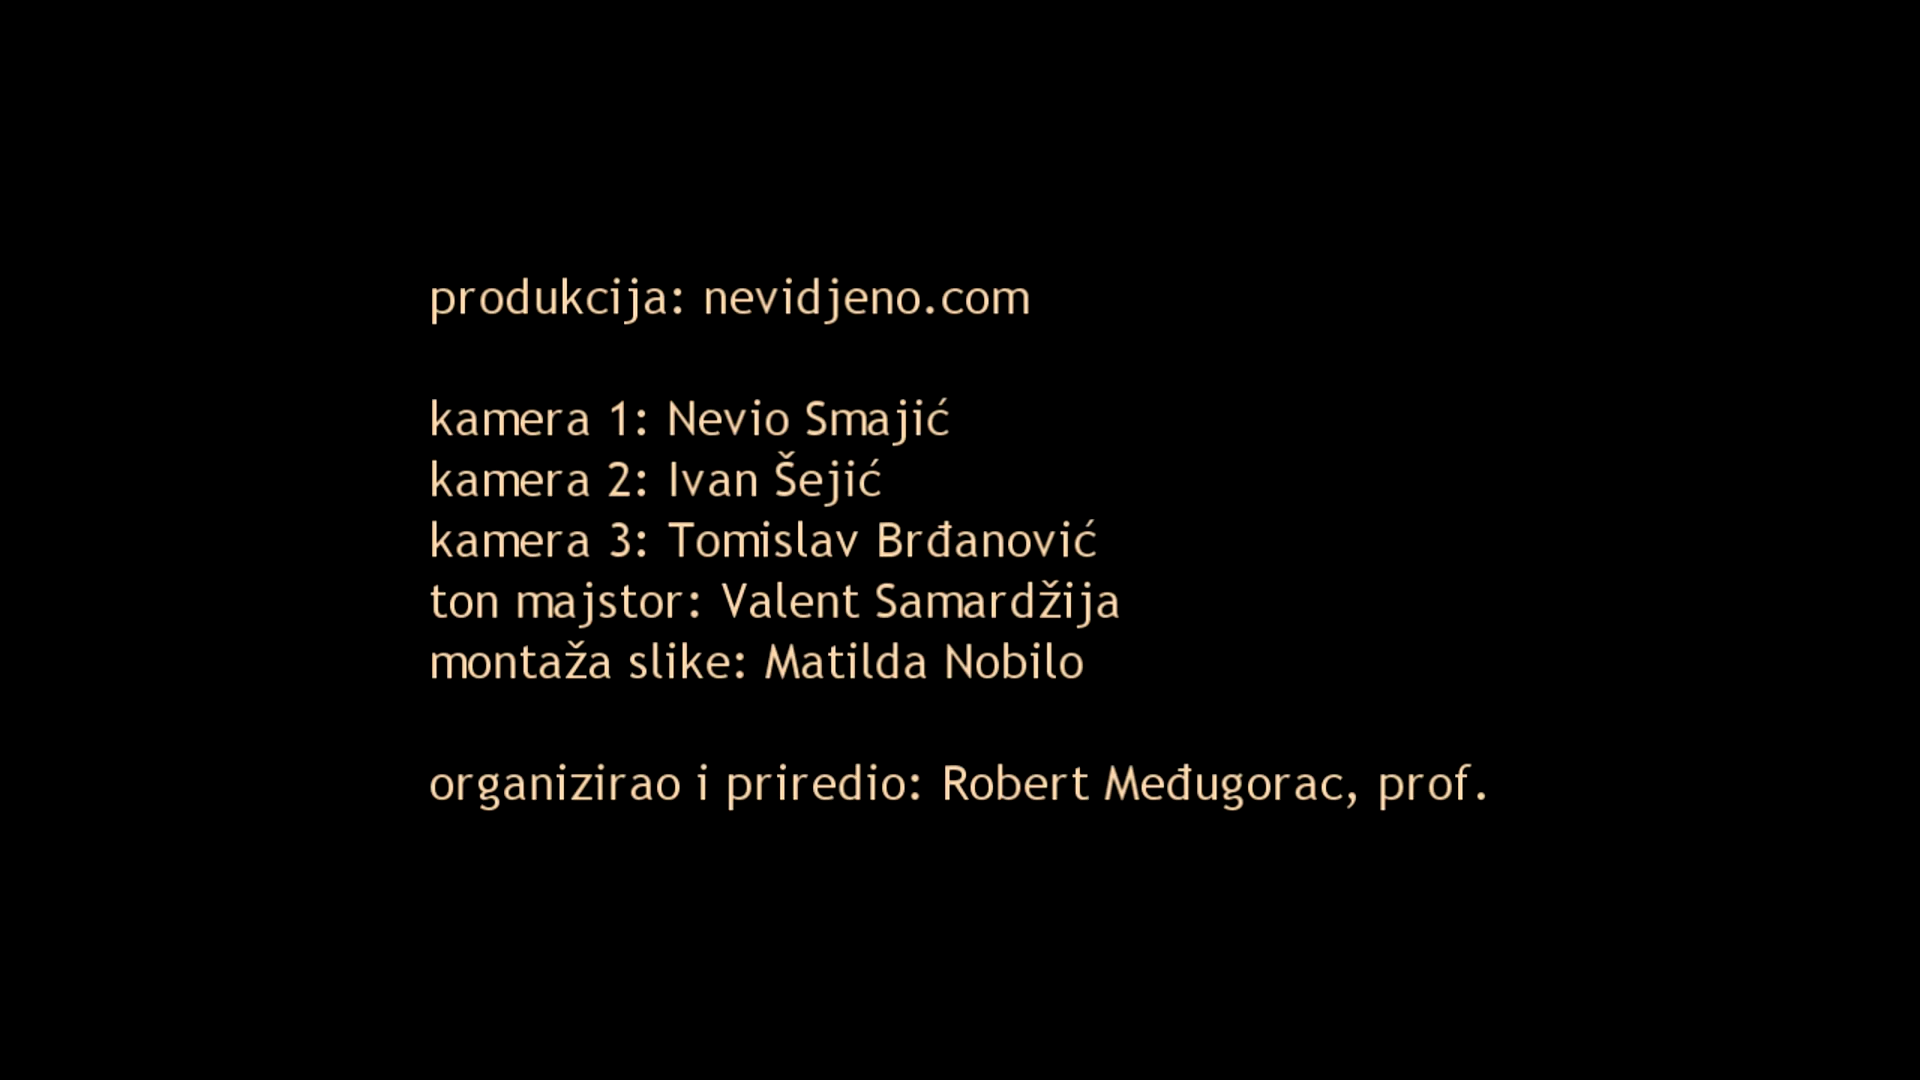 produkcija: nevidjeno.com
kamera 1: Nevio Smajić
kamera 2: Ivan Šejić
kamera 3: Tomislav Brđanović
ton majstor: Valent Samardžija
montaža slike: Matilda Nobilo
organizirao i priredio: Robert Međugorac, prof.